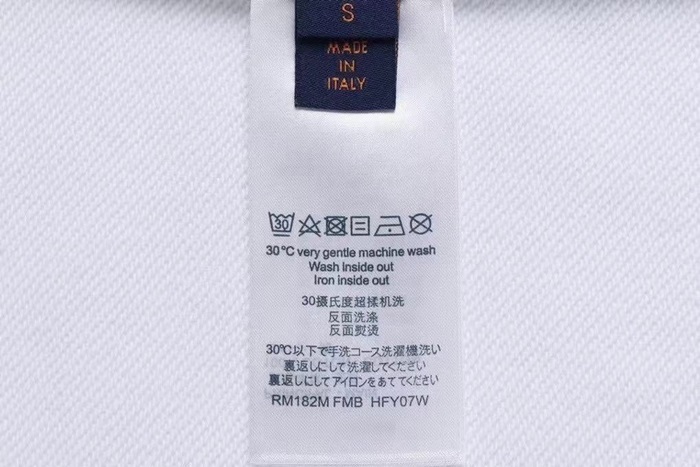 S
MADE
IN
ITALY
30
30°C very gentle machine wash
Wash Inside out
Iron inside out
30摄氏度超揉机洗
反面洗涤
反面熨烫
30℃以下で手洗コース洗濯機洗い
裏返しにして洗濯してください
裏返しにしてアイロンをあててください
RM182M FMB HFY07W